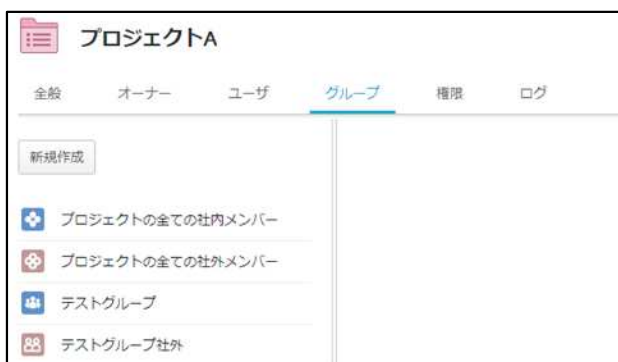 プロジェクトA
全般 オーナー ユーザ グループ 権限 ログ
新規作成
プロジェクトの全ての社内メンバー
プロジェクトの全ての社外メンバー
テストグループ
テストグループ社外